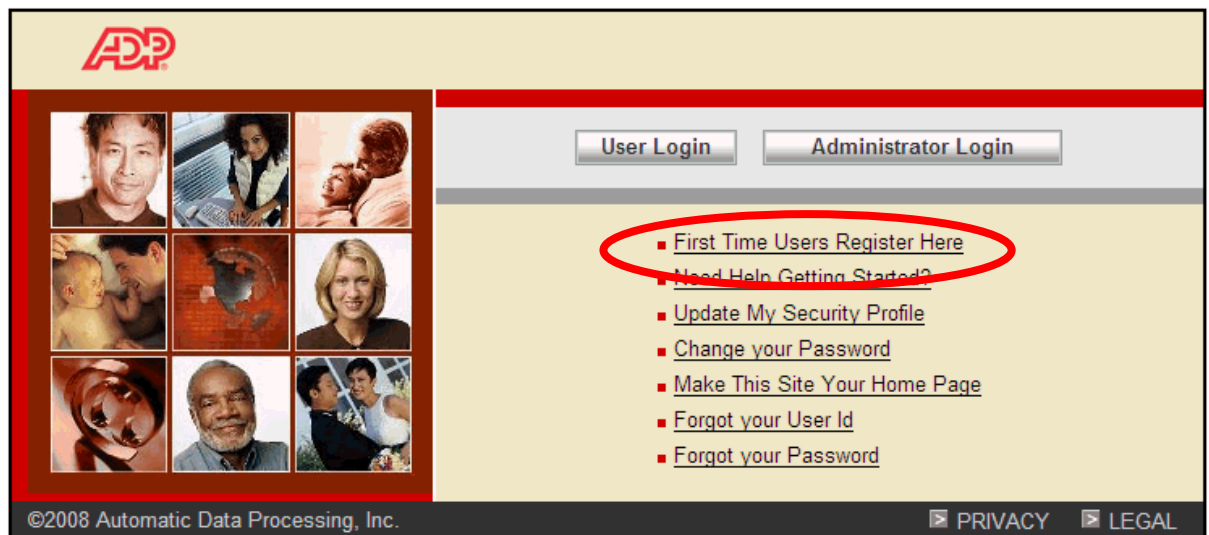 ADP
User Login Administrator Login
First Time Users Register Here
Need Help Getting Started?
Update My Security Profile
Change your Password
Make This Site Your Home Page
Forgot your User Id
Forgot your Password
©2008 Automatic Data Processing, Inc. PRIVACY LEGAL